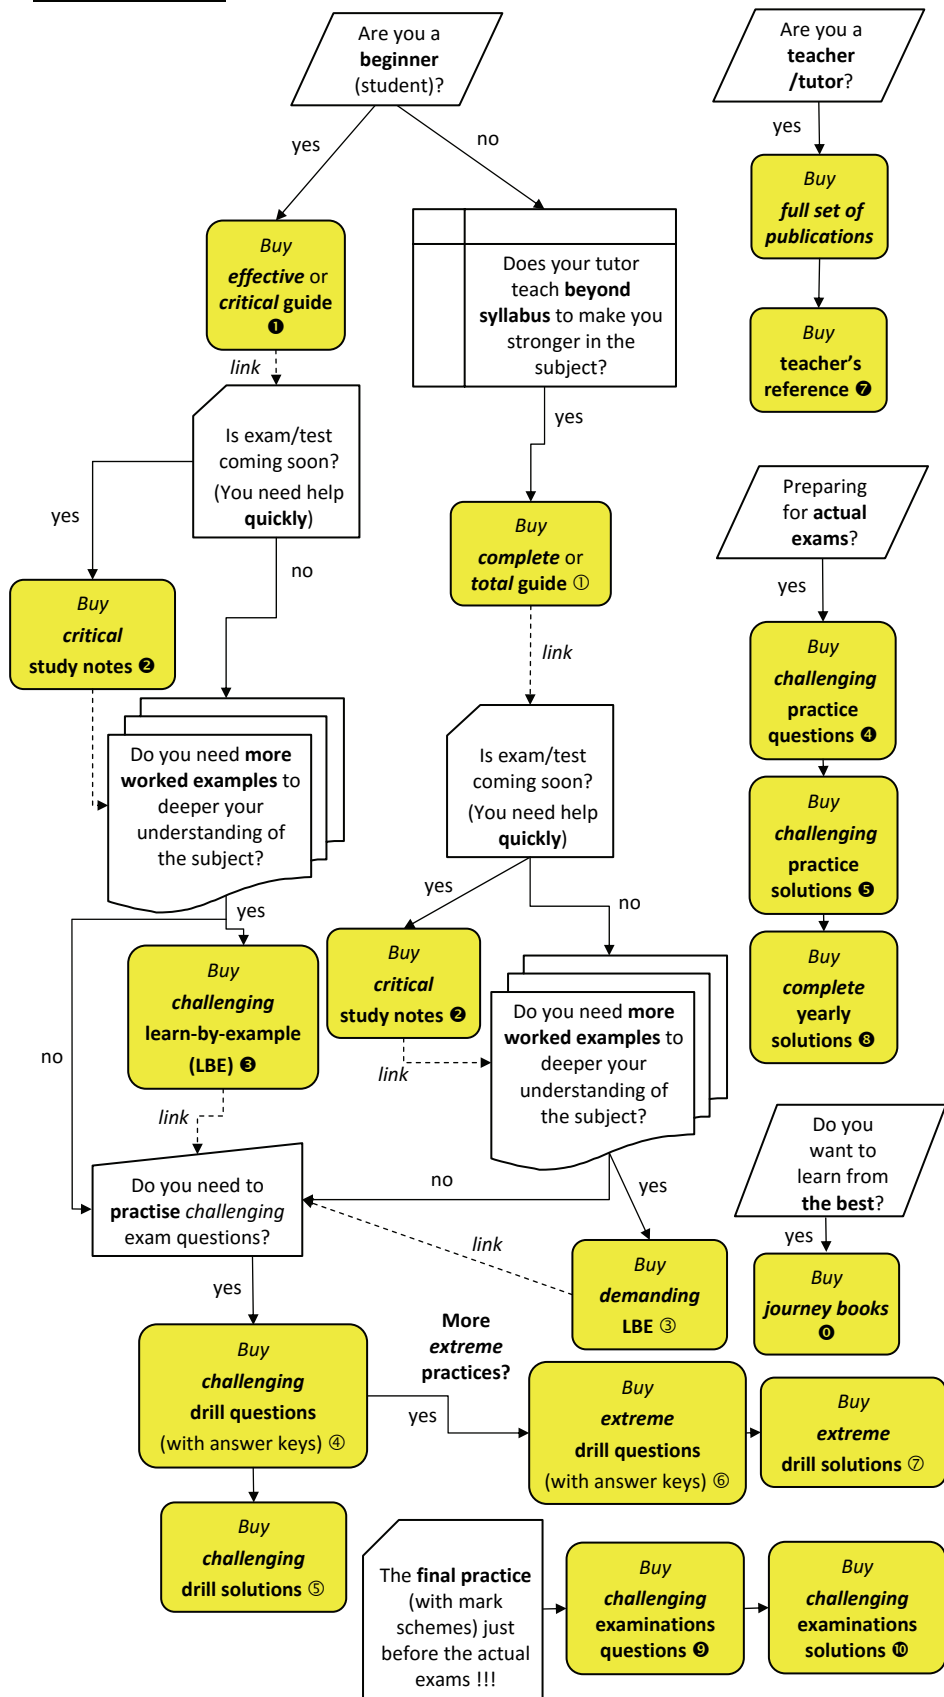 Are you a
beginner
(student)?
yes
no
Buy
effective or
critical guide
❶
link
Is exam/test
coming soon?
(You need help
quickly)
yes
no
Buy
critical
study notes ❷
Do you need more
worked examples to
deeper your
understanding of
the subject?
yes
no
Buy
challenging
learn-by-example
(LBE) ❸
link
Do you need to
practise challenging
exam questions?
yes
Buy
challenging
drill questions
(with answer keys) ④
Buy
challenging
drill solutions ⑤
Does your tutor
teach beyond
syllabus to make you
stronger in the
subject?
yes
Buy
complete or
total guide ①
link
Is exam/test
coming soon?
(You need help
quickly)
yes
no
Buy
critical
study notes ❷
link
Do you need more
worked examples to
deeper your
understanding of
the subject?
no
yes
link
Buy
demanding
LBE ③
More
extreme
practices?
yes
Buy
extreme
drill questions
(with answer keys) ⑥
Buy
extreme
drill solutions ⑦
The final practice
(with mark
schemes) just
before the actual
exams !!!
Buy
challenging
examinations
questions ❾
Buy
challenging
examinations
solutions ❿
Are you a
teacher
/tutor?
yes
Buy
full set of
publications
Buy
teacher's
reference ❼
Preparing
for actual
exams?
yes
Buy
challenging
practice
questions ❹
Buy
challenging
practice
solutions ❺
Buy
complete
yearly
solutions ❽
Do you
want to
learn from
the best?
yes
Buy
journey books
⓿